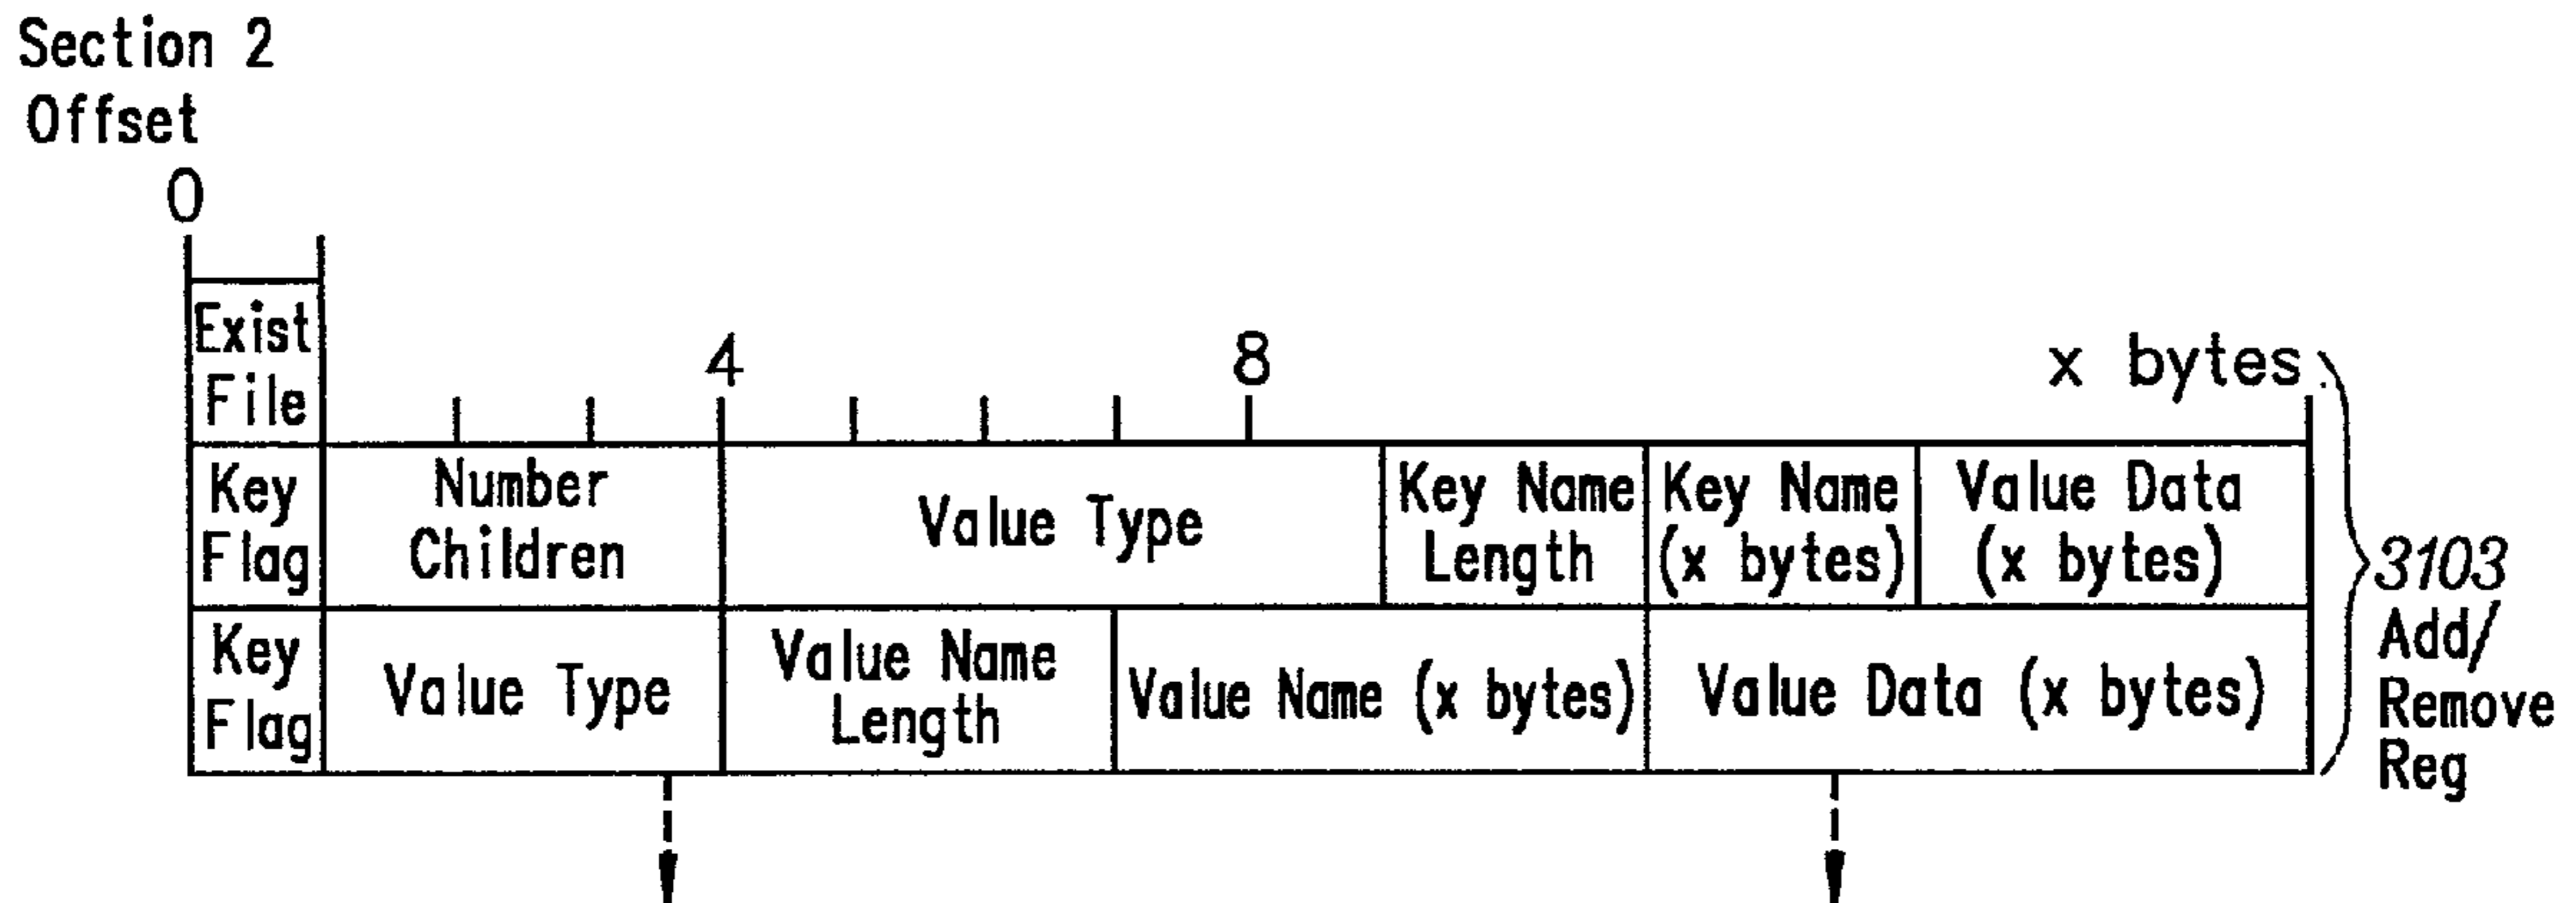 Section 2
Offset
0
Exist
File
4
8
x bytes
Key
Flag
Number
Children
Value Type
Key Name
Length
Key Name
(x bytes)
Value Data
(x bytes)
Key
Flag
Value Type
Value Name
Length
Value Name (x bytes)
Value Data (x bytes)
3103
Add/
Remove
Reg